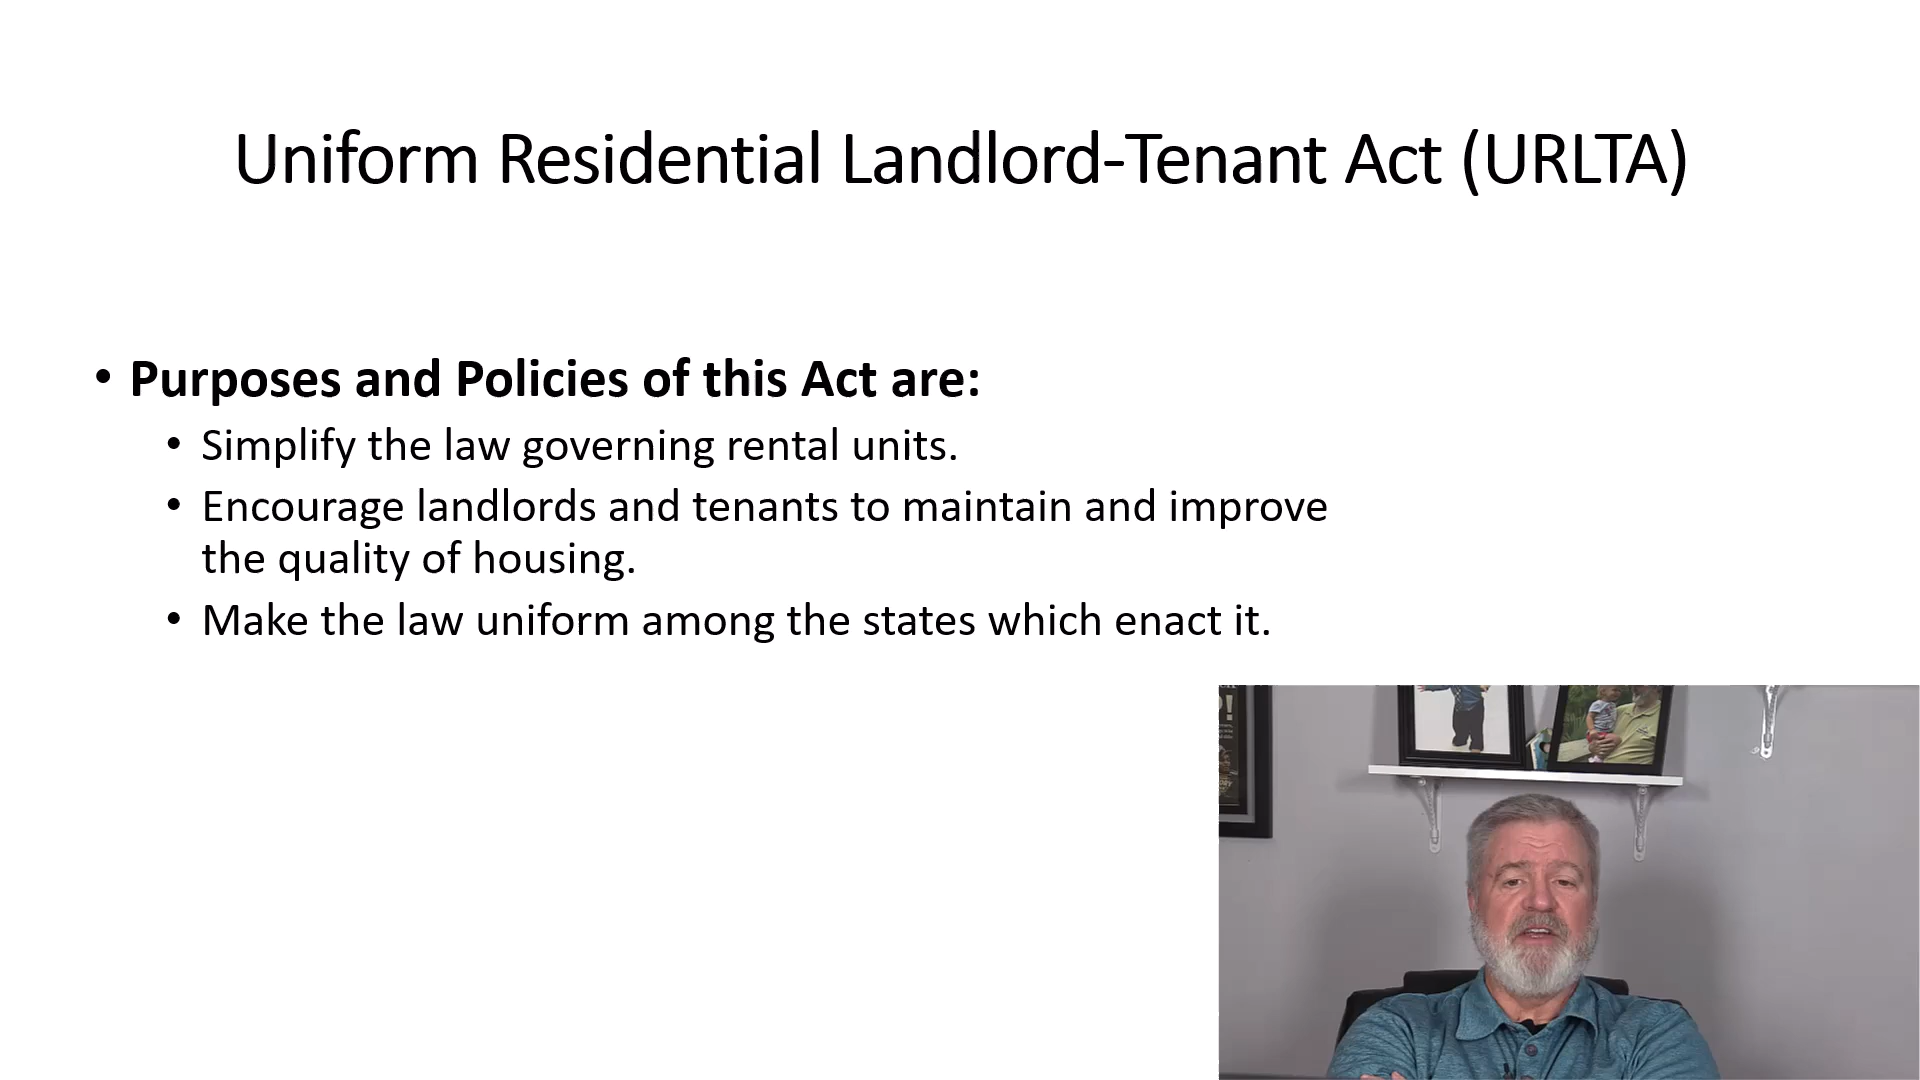 Uniform Residential Landlord-Tenant Act (URLTA)
• Purposes and Policies of this Act are:
• Simplify the law governing rental units.
• Encourage landlords and tenants to maintain and improve
the quality of housing.
• Make the law uniform among the states which enact it.